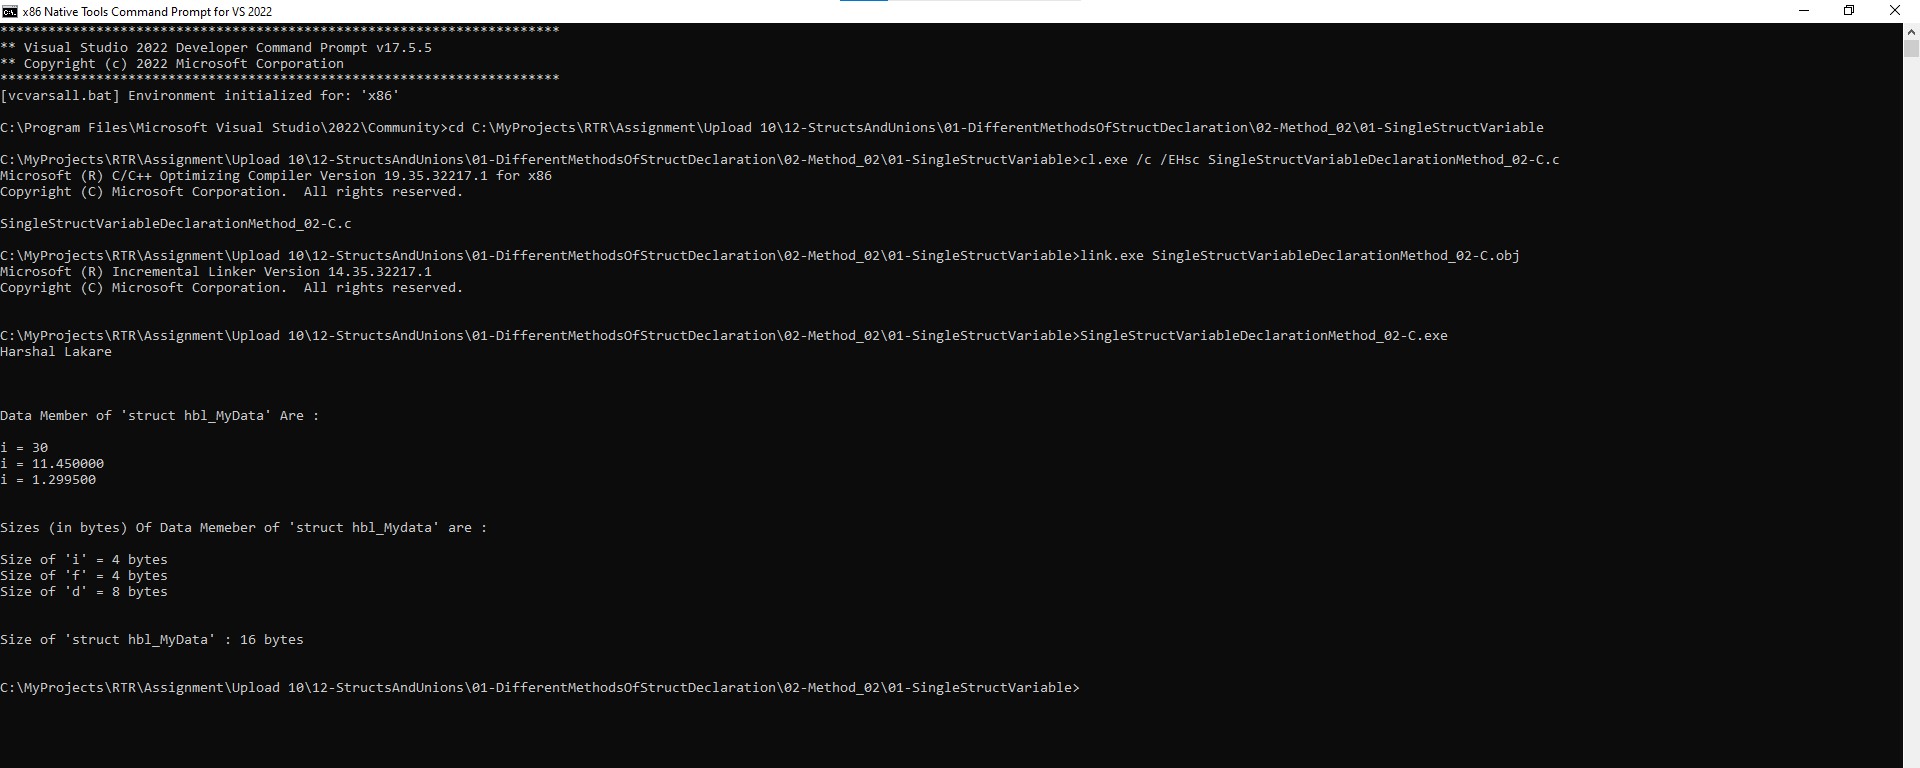 x86 Native Tools Command Prompt for VS 2022
**********************************************************************
** Visual Studio 2022 Developer Command Prompt v17.5.5
** Copyright (c) 2022 Microsoft Corporation
**********************************************************************
[vcvarsall.bat] Environment initialized for: 'x86'
C:\Program Files\Microsoft Visual Studio\2022\Community>cd C:\MyProjects\RTR\Assignment\Upload 10\12-StructsAndUnions\01-DifferentMethodsOfStructDeclaration\02-Method_02\01-SingleStructVariable
C:\MyProjects\RTR\Assignment\Upload 10\12-StructsAndUnions\01-DifferentMethodsOfStructDeclaration\02-Method_02\01-SingleStructVariable>cl.exe /c /EHsc SingleStructVariableDeclarationMethod_02-C.c
Microsoft (R) C/C++ Optimizing Compiler Version 19.35.32217.1 for x86
Copyright (C) Microsoft Corporation.  All rights reserved.
SingleStructVariableDeclarationMethod_02-C.c
C:\MyProjects\RTR\Assignment\Upload 10\12-StructsAndUnions\01-DifferentMethodsOfStructDeclaration\02-Method_02\01-SingleStructVariable>link.exe SingleStructVariableDeclarationMethod_02-C.obj
Microsoft (R) Incremental Linker Version 14.35.32217.1
Copyright (C) Microsoft Corporation.  All rights reserved.
C:\MyProjects\RTR\Assignment\Upload 10\12-StructsAndUnions\01-DifferentMethodsOfStructDeclaration\02-Method_02\01-SingleStructVariable>SingleStructVariableDeclarationMethod_02-C.exe
Harshal Lakare
Data Member of 'struct hbl_MyData' Are :
i = 30
i = 11.450000
i = 1.299500
Sizes (in bytes) Of Data Memeber of 'struct hbl_Mydata' are :
Size of 'i' = 4 bytes
Size of 'f' = 4 bytes
Size of 'd' = 8 bytes
Size of 'struct hbl_MyData' : 16 bytes
C:\MyProjects\RTR\Assignment\Upload 10\12-StructsAndUnions\01-DifferentMethodsOfStructDeclaration\02-Method_02\01-SingleStructVariable>